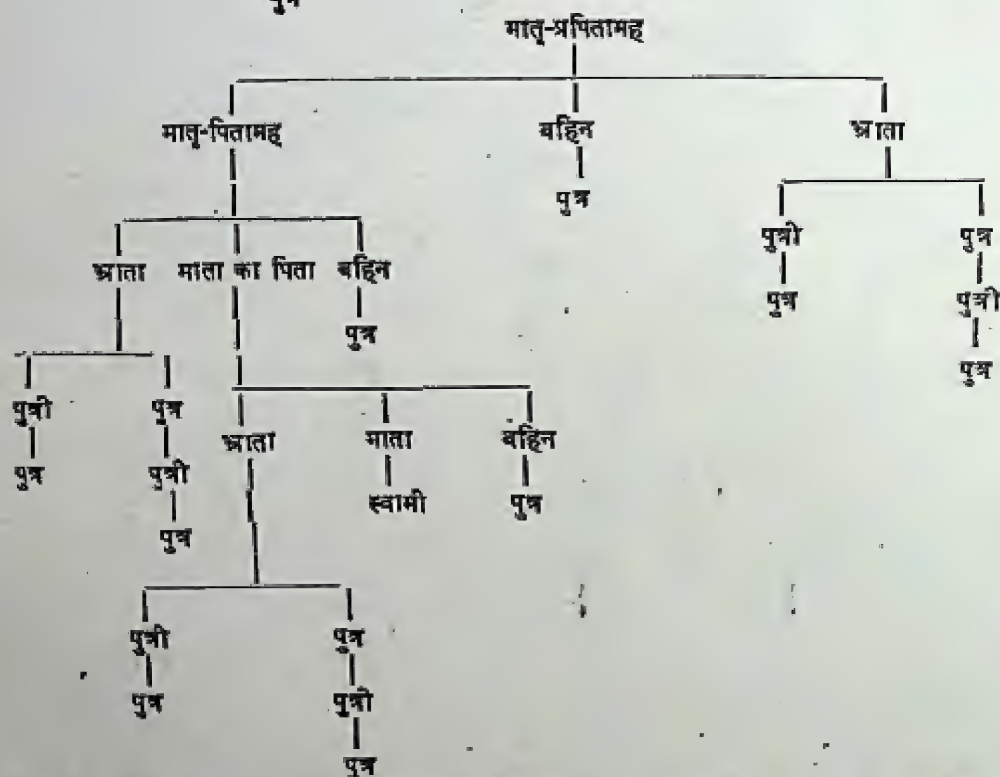 पुत्र
मातृ-प्रपितामह
मातृ-पितामह बहिन भ्राता
पुत्र
पुत्री पुत्र
भ्राता माता का पिता बहिन
पुत्र पुत्री
पुत्र
पुत्र
पुत्री पुत्र
भ्राता माता बहिन
पुत्र पुत्री
स्वामी पुत्र
पुत्र
पुत्री पुत्र
पुत्र पुत्री
पुत्र